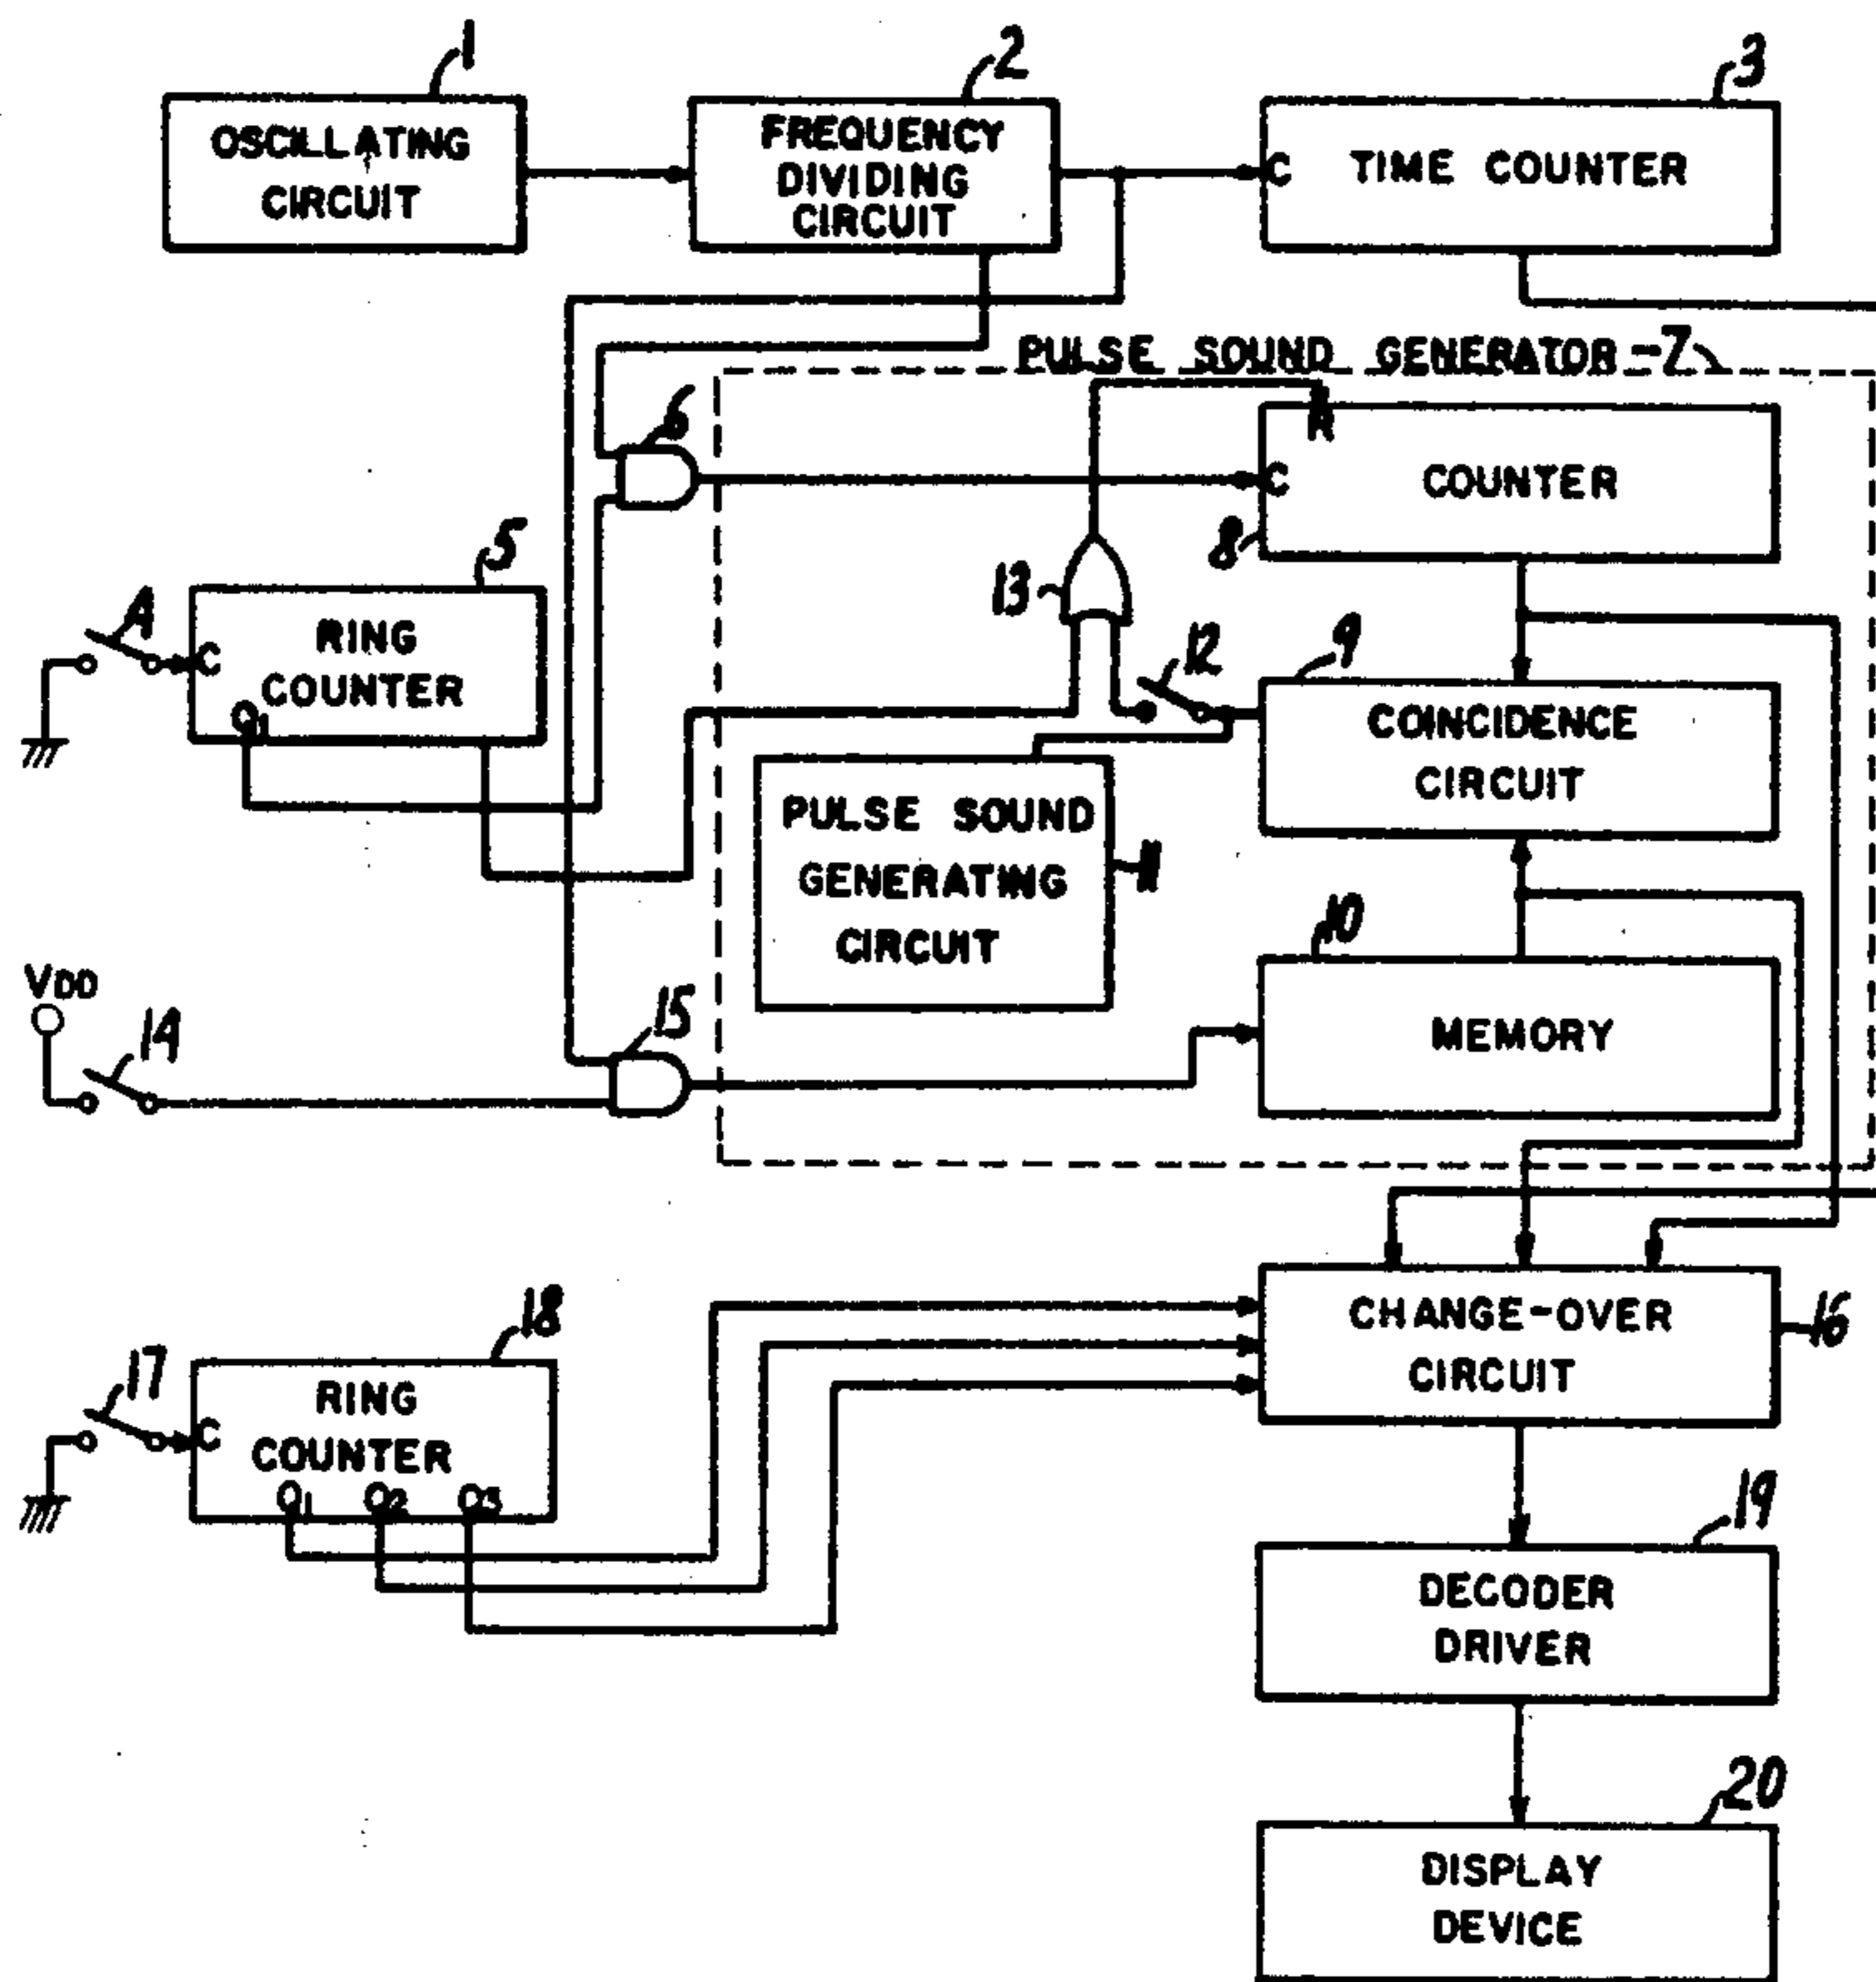 1
2
3
OSCILLATING
CIRCUIT
FREQUENCY
DIVIDING
CIRCUIT
C TIME COUNTER
PULSE SOUND GENERATOR -7
6
R
C COUNTER
8
5
13
A
C RING
COUNTER
Q1
12
9
COINCIDENCE
CIRCUIT
PULSE SOUND
GENERATING
CIRCUIT
11
10
MEMORY
VDD
14
15
18
CHANGE-OVER
CIRCUIT
16
17
C RING
COUNTER
Q1 Q2 Q3
19
DECODER
DRIVER
20
DISPLAY
DEVICE